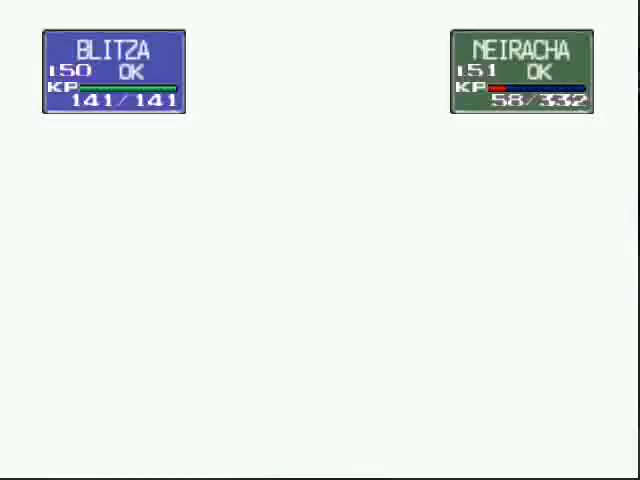 BLITZA
L50 OK
KP
141/141
NEIRACHA
L51 OK
KP
58/332